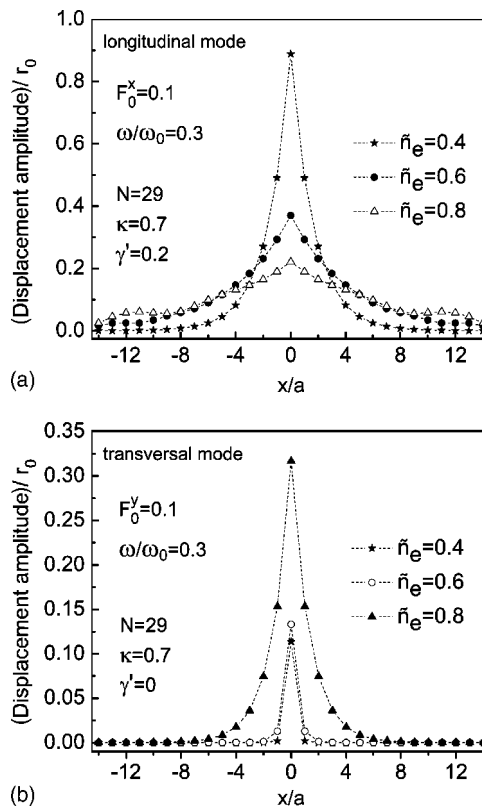 1.0
longitudinal mode
F₀ˣ=0.1
0.8
ω/ω₀=0.3
ñₑ=0.4
0.6
N=29
ñₑ=0.6
κ=0.7
0.4
γ'=0.2
ñₑ=0.8
0.2
0.0
(Displacement amplitude)/ r₀
-12 -8 -4 0 4 8 12
(a)
x/a
0.35
transversal mode
0.30
F₀ʸ=0.1
0.25
ω/ω₀=0.3
ñₑ=0.4
0.20
ñₑ=0.6
0.15
N=29
ñₑ=0.8
0.10
κ=0.7
γ'=0
0.05
0.00
(Displacement amplitude)/ r₀
-12 -8 -4 0 4 8 12
(b)
x/a